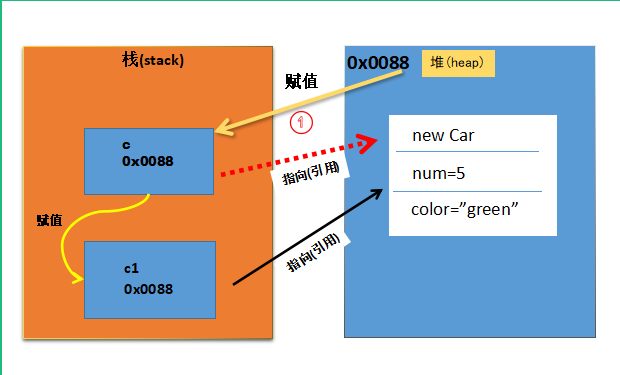 栈(stack)
c
0x0088
赋值
c1
0x0088
赋值
①
指向(引用)
指向(引用)
0x0088
堆(heap)
new Car
num=5
color=”green”